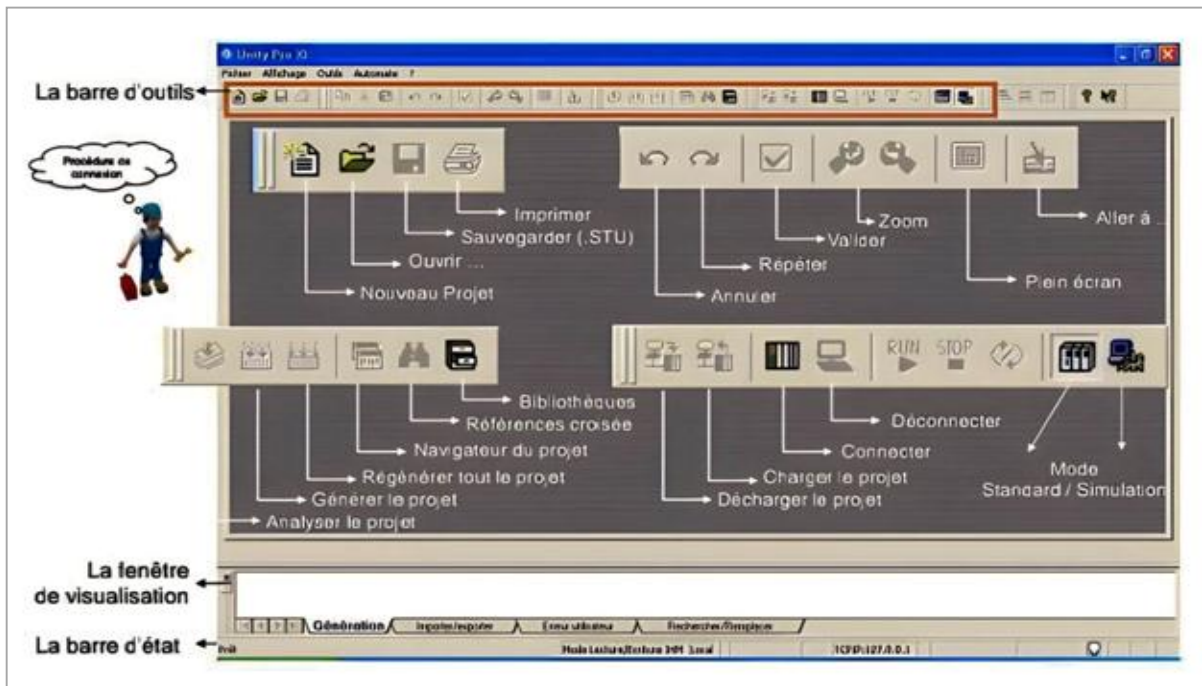 Unity Pro XL
Fichier Affichage Outils Automate ?
La barre d'outils
Procédure de
connexion
Imprimer
Sauvegarder (.STU)
Ouvrir ...
Nouveau Projet
Aller à ...
Zoom
Valider
Répéter
Plein écran
Annuler
RUN STOP
Bibliothèques
Références croisée
Navigateur du projet
Régénérer tout le projet
Générer le projet
Analyser le projet
Déconnecter
Connecter
Charger le projet
Décharger le projet
Mode
Standard / Simulation
La fenêtre
de visualisation
Génération Importer/exporter Erreur utilisateur Rechercher/Remplacer
La barre d'état
Prêt Mode Lecture/Ecriture IHM Local TCPIP:127.0.0.1